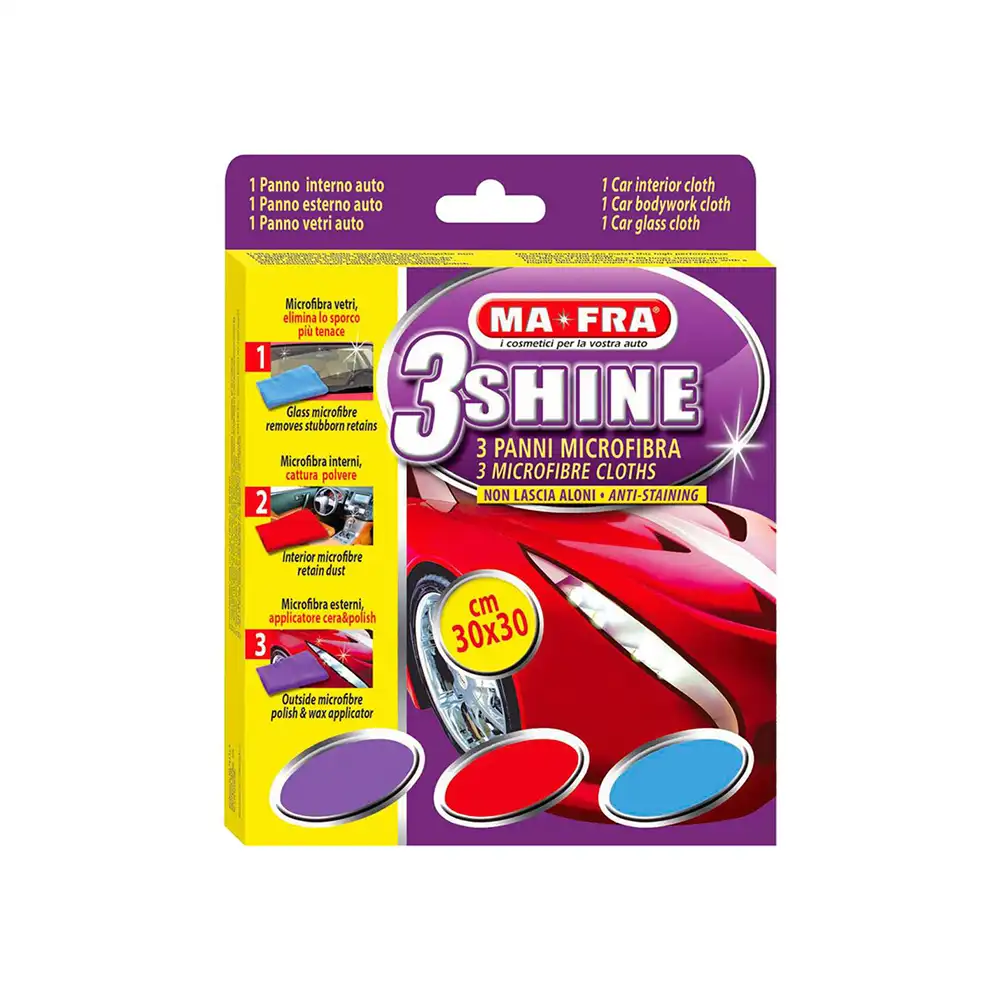 1 Panno interno auto
1 Panno esterno auto
1 Panno vetri auto
1 Car interior cloth
1 Car bodywork cloth
1 Car glass cloth
Microfibra vetri,
elimina lo sporco
più tenace
1
Glass microfibre
removes stubborn retains
Microfibra interni,
cattura polvere
2
Interior microfibre
retain dust
Microfibra esterni,
applicatore cera&polish
3
Outside microfibre
polish & wax applicator
MA FRA®
i cosmetici per la vostra auto
3SHINE
3 PANNI MICROFIBRA
3 MICROFIBRE CLOTHS
NON LASCIA ALONI • ANTI-STAINING
cm
30x30